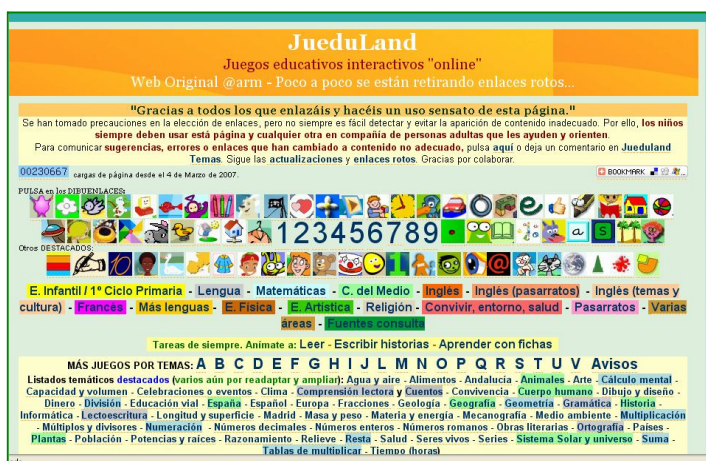 JueduLand
Juegos educativos interactivos "online"
Web Original @arm - Poco a poco se están retirando enlaces rotos...
"Gracias a todos los que enlazáis y hacéis un uso sensato de esta página."
Se han tomado precauciones en la elección de enlaces, pero no siempre es fácil detectar y evitar la aparición de contenido inadecuado. Por ello, los niños
siempre deben usar está página y cualquier otra en compañía de personas adultas que les ayuden y orienten.
Para comunicar sugerencias, errores o enlaces que han cambiado a contenido no adecuado, pulsa aquí o deja un comentario en Jueduland
Temas. Sigue las actualizaciones y enlaces rotos. Gracias por colaborar.
00230667 cargas de página desde el 4 de Marzo de 2007. BOOKMARK
PULSA en los DIBUENLACES:
123456789 a S
Otros DESTACADOS:
10 1 @
E. Infantil / 1º Ciclo Primaria - Lengua - Matemáticas - C. del Medio - Inglés - Inglés (pasarratos) - Inglés (temas y
cultura) - Francés - Más lenguas - E. Física - E. Artística - Religión - Convivir, entorno, salud - Pasarratos - Varias
áreas - Fuentes consulta
Tareas de siempre. Anímate a: Leer - Escribir historias - Aprender con fichas
MÁS JUEGOS POR TEMAS: A B C D E F G H I J L M N O P Q R S T U V Avisos
Listados temáticos destacados (varios aún por readaptar y ampliar): Agua y aire - Alimentos - Andalucía - Animales - Arte - Cálculo mental -
Capacidad y volumen - Celebraciones o eventos - Clima - Comprensión lectora - Cuentos - Convivencia - Cuerpo humano - Dibujo y diseño -
Dinero - División - Educación vial - España - Español - Europa - Fracciones - Geología - Geografía - Geometría - Gramática - Historia -
Informática - Lectoescritura - Longitud y superficie - Madrid - Masa y peso - Materia y energía - Mecanografía - Medio ambiente - Multiplicación
- Múltiplos y divisores - Numeración - Números decimales - Números enteros - Números romanos - Obras literarias - Ortografía - Países -
Plantas - Población - Potencias y raíces - Razonamiento - Relieve - Resta - Salud - Seres vivos - Series - Sistema Solar y universo - Suma -
Tablas de multiplicar - Tiempo (horas)